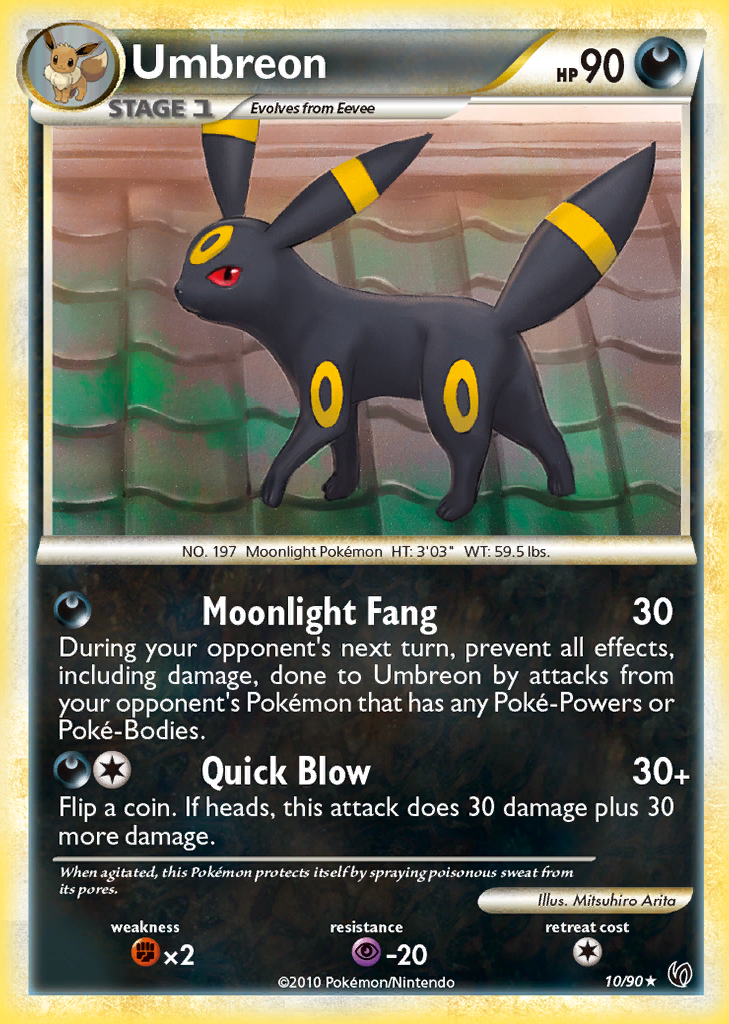 Umbreon
HP 90
STAGE 1
Evolves from Eevee
NO. 197 Moonlight Pokémon HT: 3'03" WT: 59.5 lbs.
Moonlight Fang 30
During your opponent's next turn, prevent all effects,
including damage, done to Umbreon by attacks from
your opponent's Pokémon that has any Poké-Powers or
Poké-Bodies.
Quick Blow 30+
Flip a coin. If heads, this attack does 30 damage plus 30
more damage.
When agitated, this Pokémon protects itself by spraying poisonous sweat from
its pores.
Illus. Mitsuhiro Arita
weakness resistance retreat cost
×2 -20
©2010 Pokémon/Nintendo 10/90★